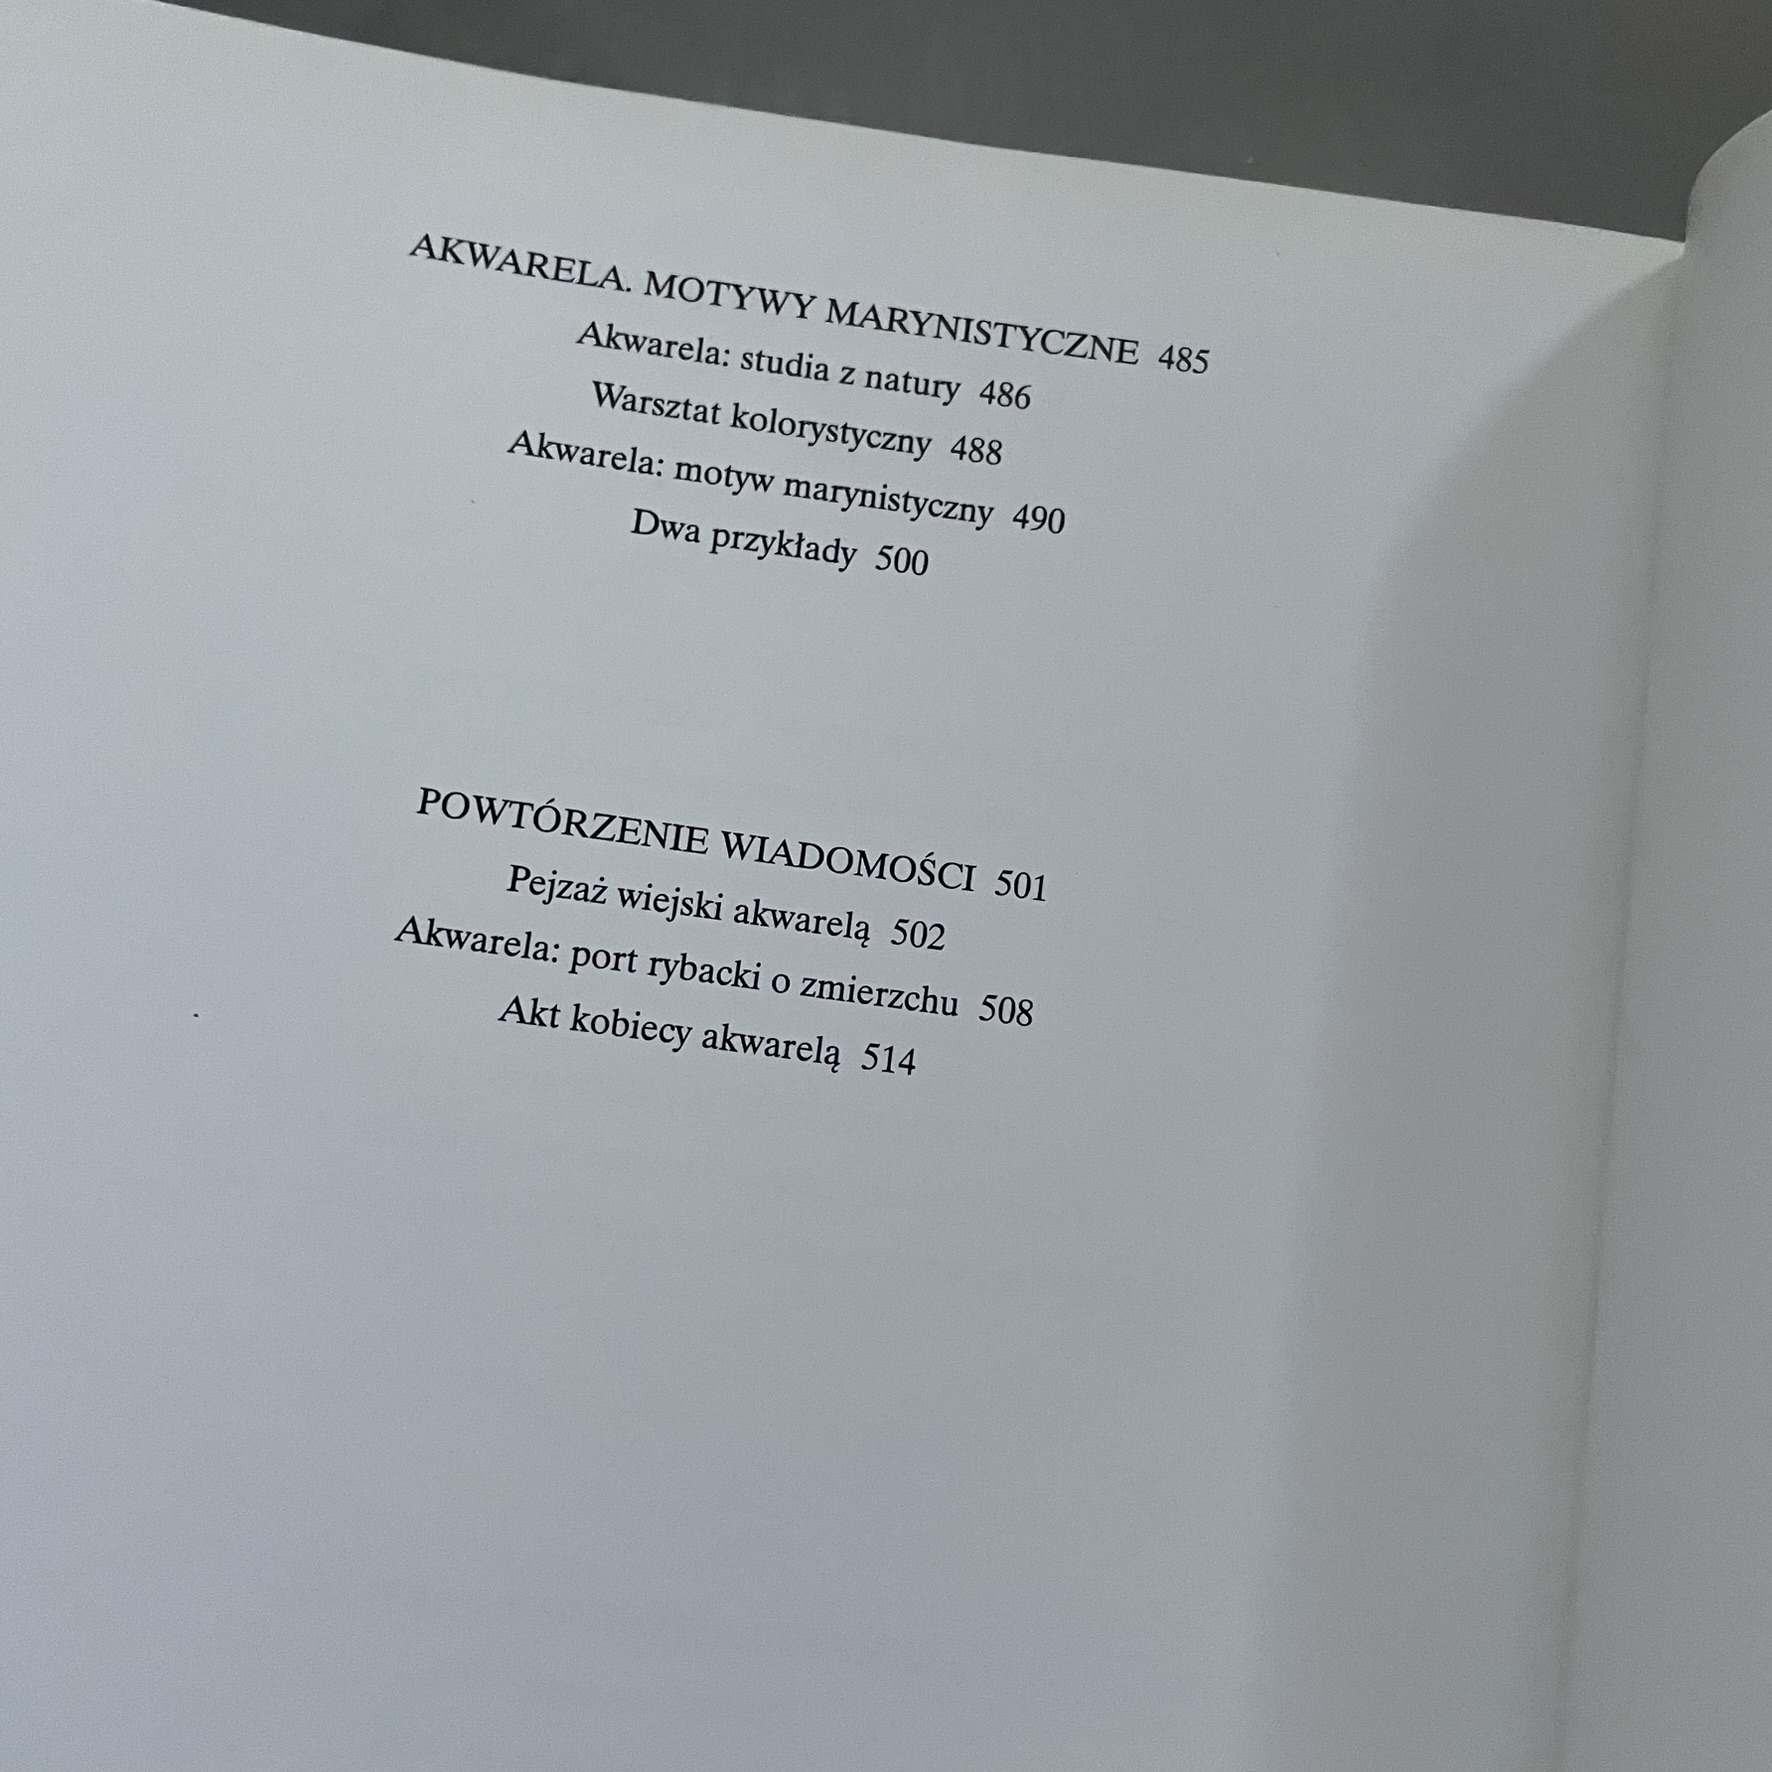 AKWARELA. MOTYWY MARYNISTYCZNE 485
Akwarela: studia z natury 486
Warsztat kolorystyczny 488
Akwarela: motyw marynistyczny 490
Dwa przykłady 500
POWTÓRZENIE WIADOMOŚCI 501
Pejzaż wiejski akwarelą 502
Akwarela: port rybacki o zmierzchu 508
Akt kobiecy akwarelą 514